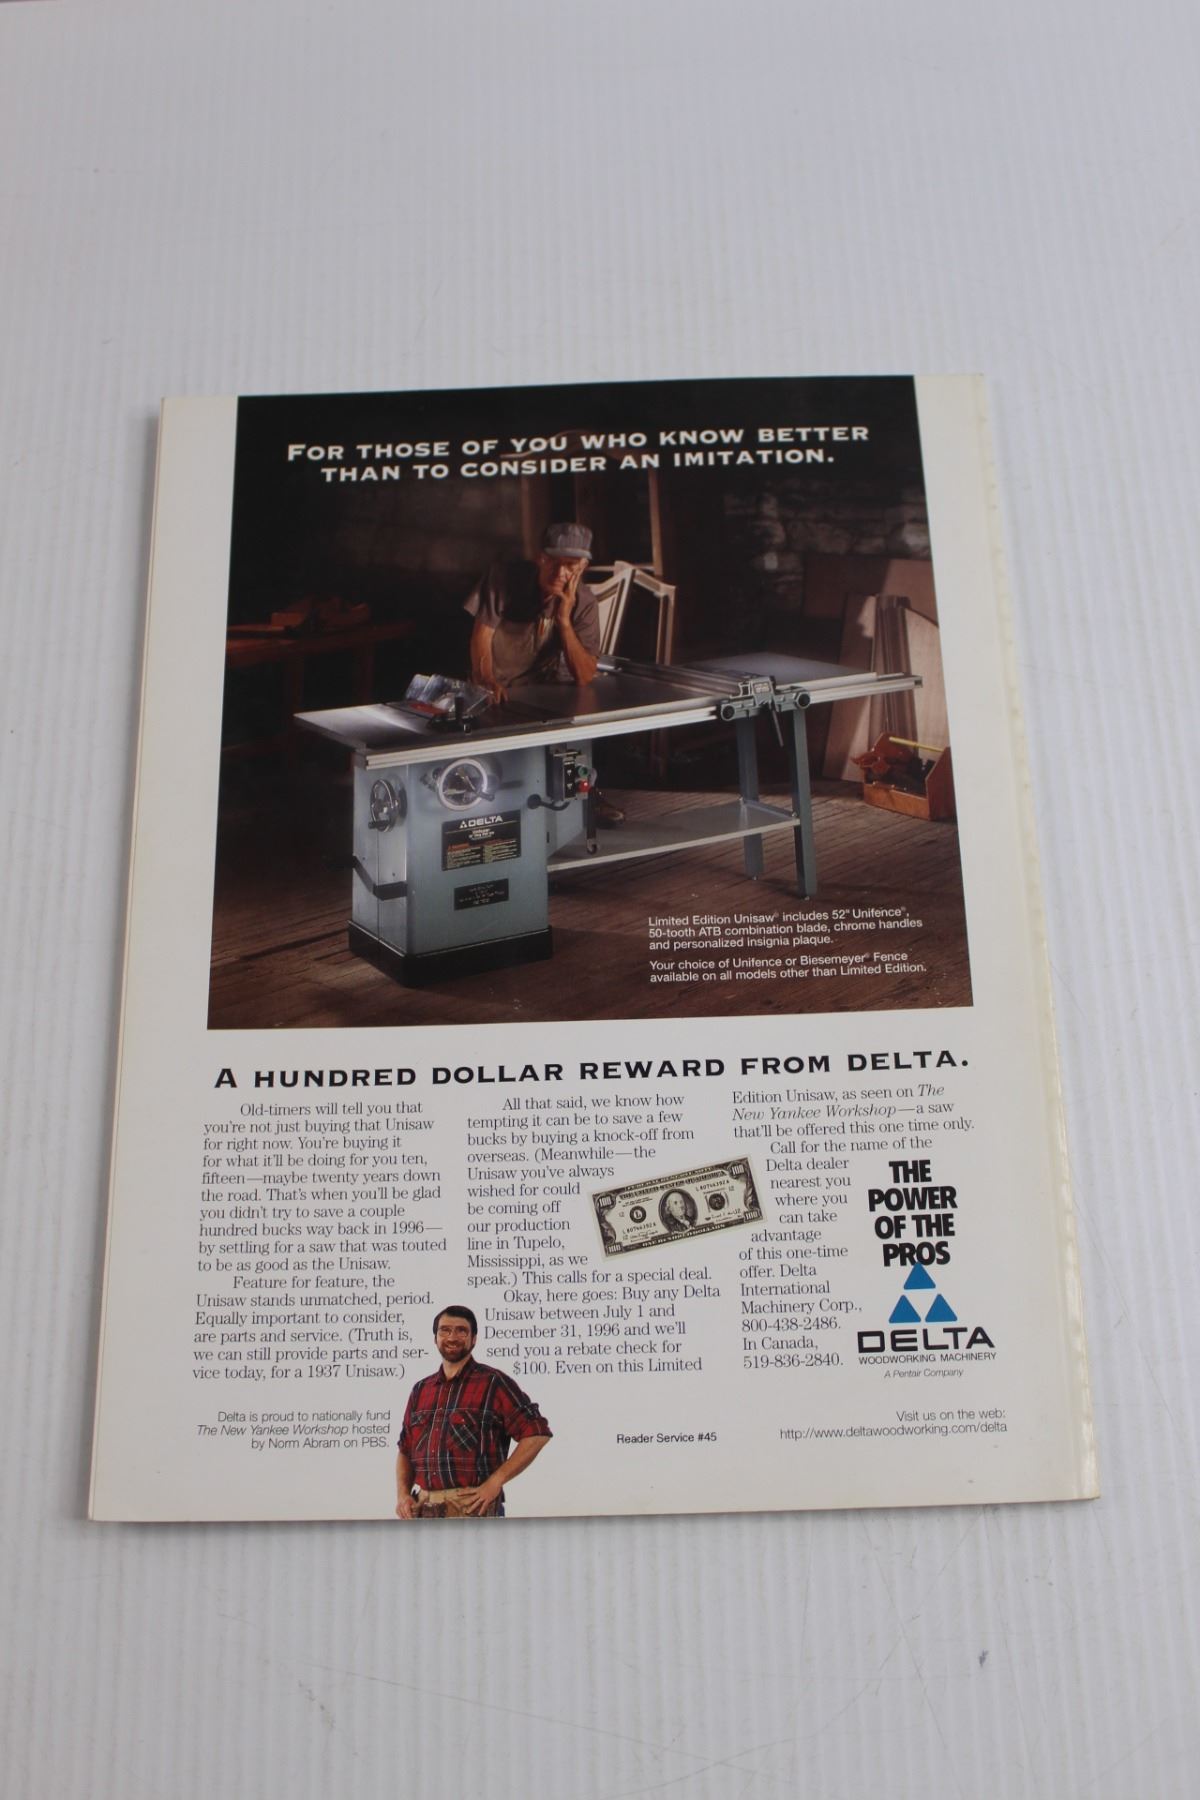 FOR THOSE OF YOU WHO KNOW BETTER
THAN TO CONSIDER AN IMITATION.
DELTA
Limited Edition Unisaw® includes 52" Unifence®,
50-tooth ATB combination blade, chrome handles
and personalized insignia plaque.
Your choice of Unifence or Biesemeyer® Fence
available on all models other than Limited Edition.
A HUNDRED DOLLAR REWARD FROM DELTA.
Old-timers will tell you that
you're not just buying that Unisaw
for right now. You're buying it
for what it'll be doing for you ten,
fifteen—maybe twenty years down
the road. That's when you'll be glad
you didn't try to save a couple
hundred bucks way back in 1996—
by settling for a saw that was touted
to be as good as the Unisaw.
Feature for feature, the
Unisaw stands unmatched, period.
Equally important to consider,
are parts and service. (Truth is,
we can still provide parts and ser-
vice today, for a 1937 Unisaw.)
Delta is proud to nationally fund
The New Yankee Workshop hosted
by Norm Abram on PBS.
All that said, we know how
tempting it can be to save a few
bucks by buying a knock-off from
overseas. (Meanwhile—the
Unisaw you've always
wished for could
be coming off
our production
line in Tupelo,
Mississippi, as we
speak.) This calls for a special deal.
Okay, here goes: Buy any Delta
Unisaw between July 1 and
December 31, 1996 and we'll
send you a rebate check for
$100. Even on this Limited
100
FEDERAL RESERVE NOTE
L 80746392 A
L 80746392 A
ONE HUNDRED DOLLARS
Reader Service #45
Edition Unisaw, as seen on The
New Yankee Workshop—a saw
that'll be offered this one time only.
Call for the name of the
Delta dealer
nearest you
where you
can take
advantage
of this one-time
offer. Delta
International
Machinery Corp.,
800-438-2486.
In Canada,
519-836-2840.
THE
POWER
OF THE
PROS
DELTA
WOODWORKING MACHINERY
A Pentair Company
Visit us on the web:
http://www.deltawoodworking.com/delta